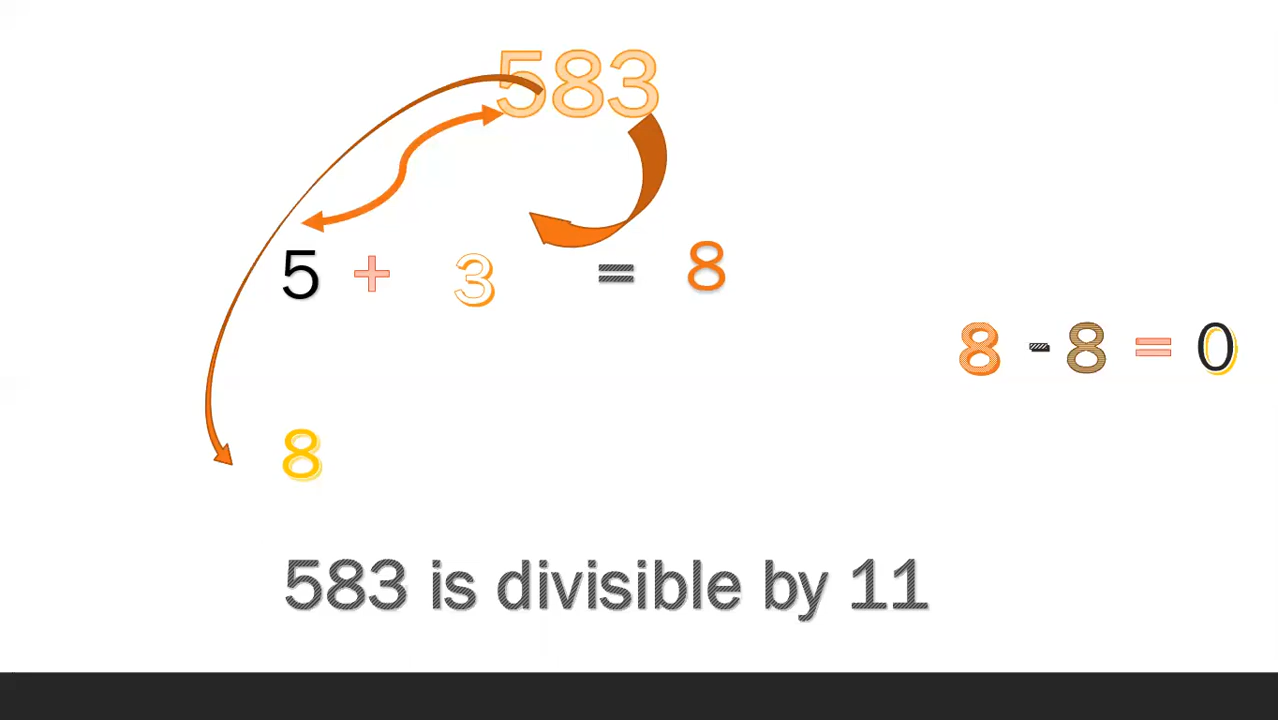 583
5 + 3 = 8
8 - 8 = 0
8
583 is divisible by 11